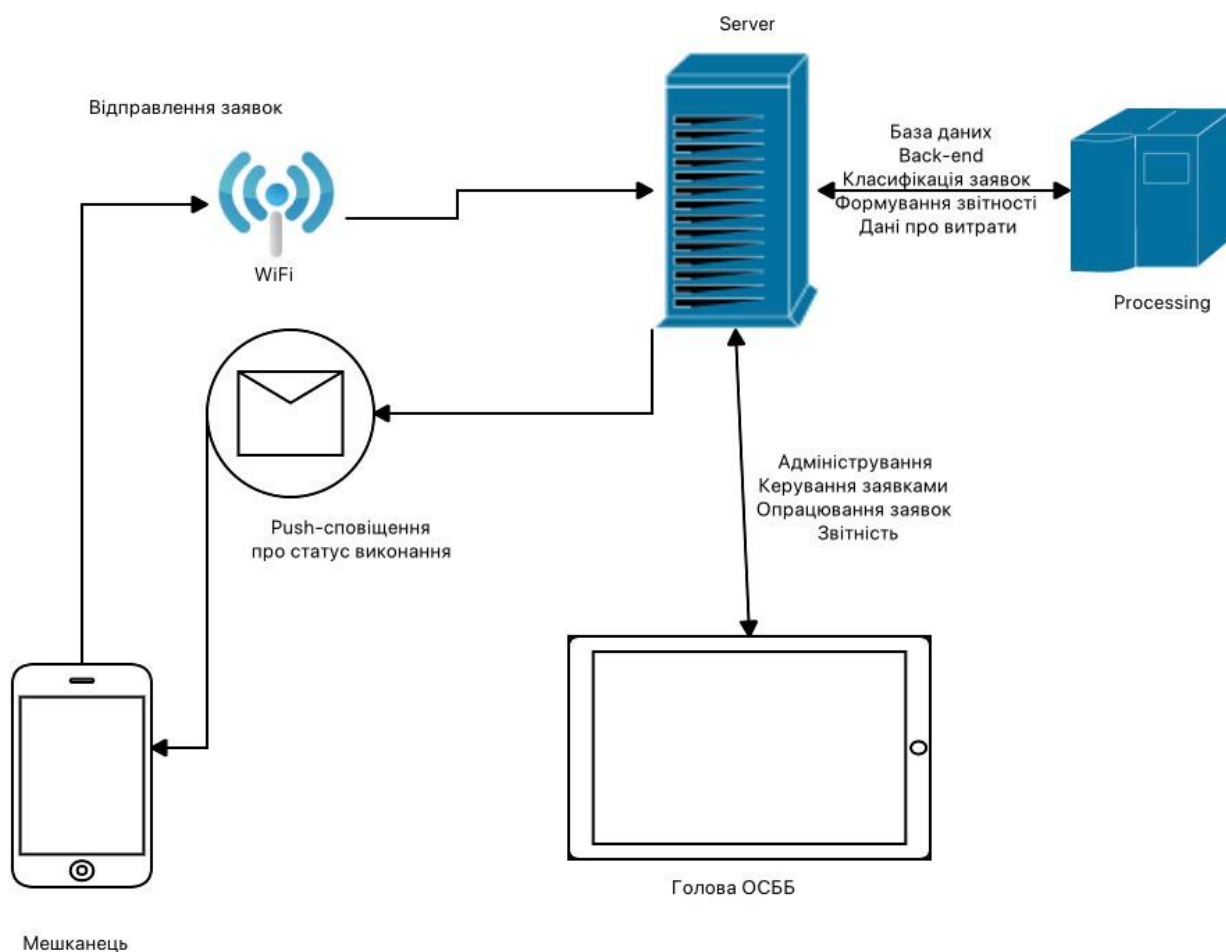 Server
Відправлення заявок
WiFi
База даних
Back-end
Класифікація заявок
Формування звітності
Дані про витрати
Processing
Push-сповіщення
про статус виконання
Адміністрування
Керування заявками
Опрацювання заявок
Звітність
Голова ОСББ
Мешканець